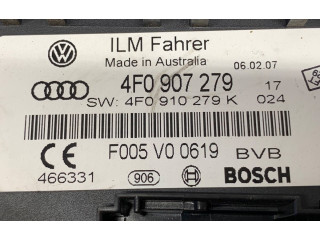 ILM Fahrer
Made in Australia 06.02.07
4F0 907 279 17
SW: 4F0 910 279 K 024
CE F005 V0 0619 BVB
466331 906 BOSCH